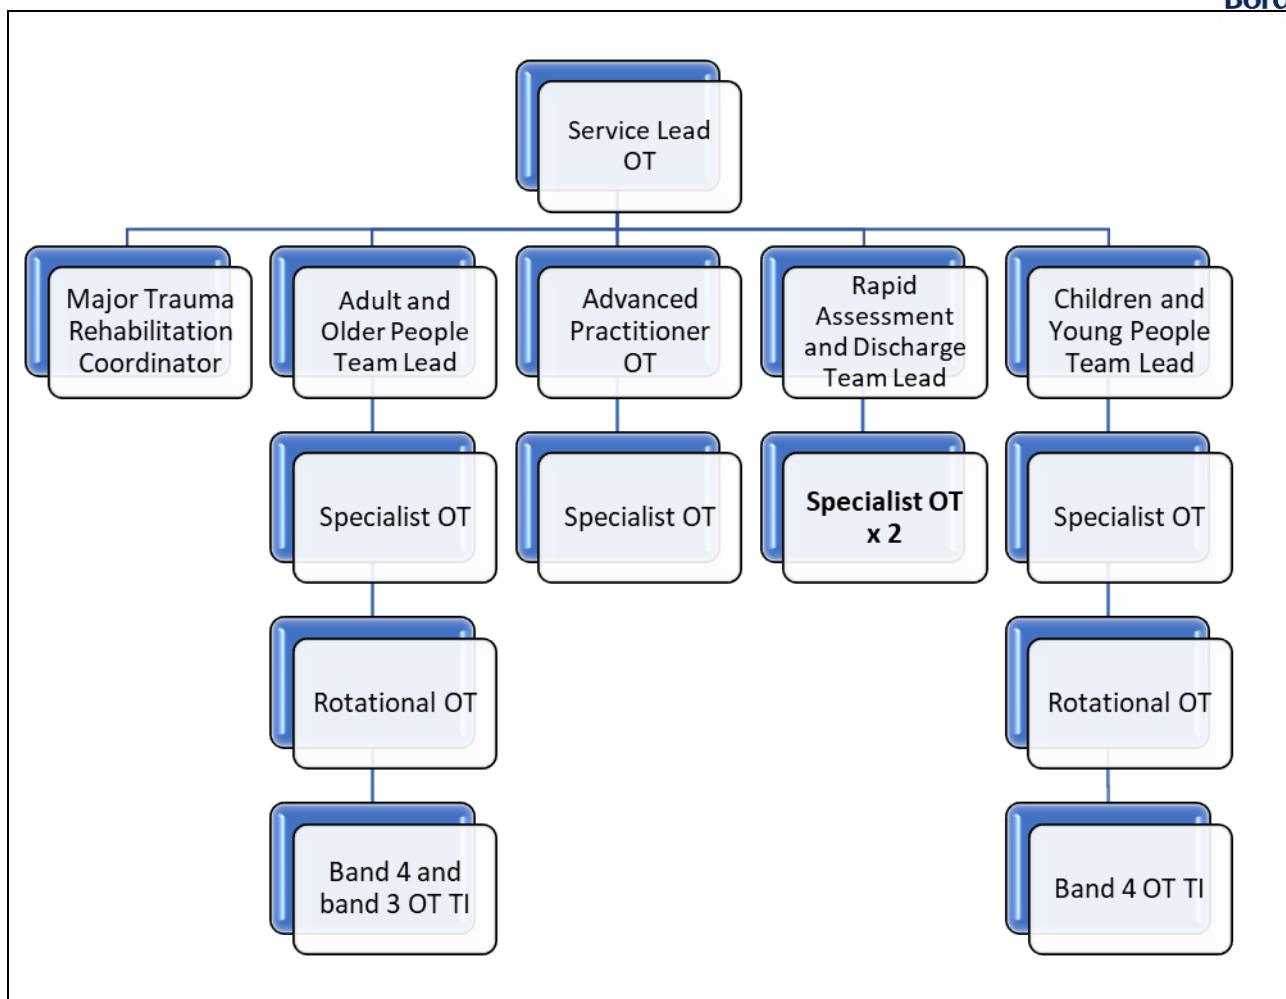 Service Lead
OT
Major Trauma
Rehabilitation
Coordinator
Adult and
Older People
Team Lead
Advanced
Practitioner
OT
Rapid
Assessment
and Discharge
Team Lead
Children and
Young People
Team Lead
Specialist OT
Specialist OT
Specialist OT
x 2
Specialist OT
Rotational OT
Rotational OT
Band 4 and
band 3 OT TI
Band 4 OT TI